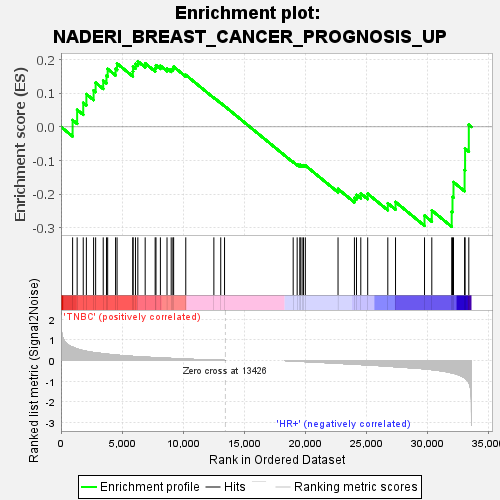 Enrichment plot:
NADERI_BREAST_CANCER_PROGNOSIS_UP
Enrichment score (ES)
0.2
0.1
0.0
-0.1
-0.2
-0.3
'TNBC' (positively correlated)
Ranked list metric (Signal2Noise)
2
1
0
-1
-2
-3
Zero cross at 13426
'HR+' (negatively correlated)
0
5,000
10,000
15,000
20,000
25,000
30,000
35,000
Rank in Ordered Dataset
Enrichment profile
Hits
Ranking metric scores